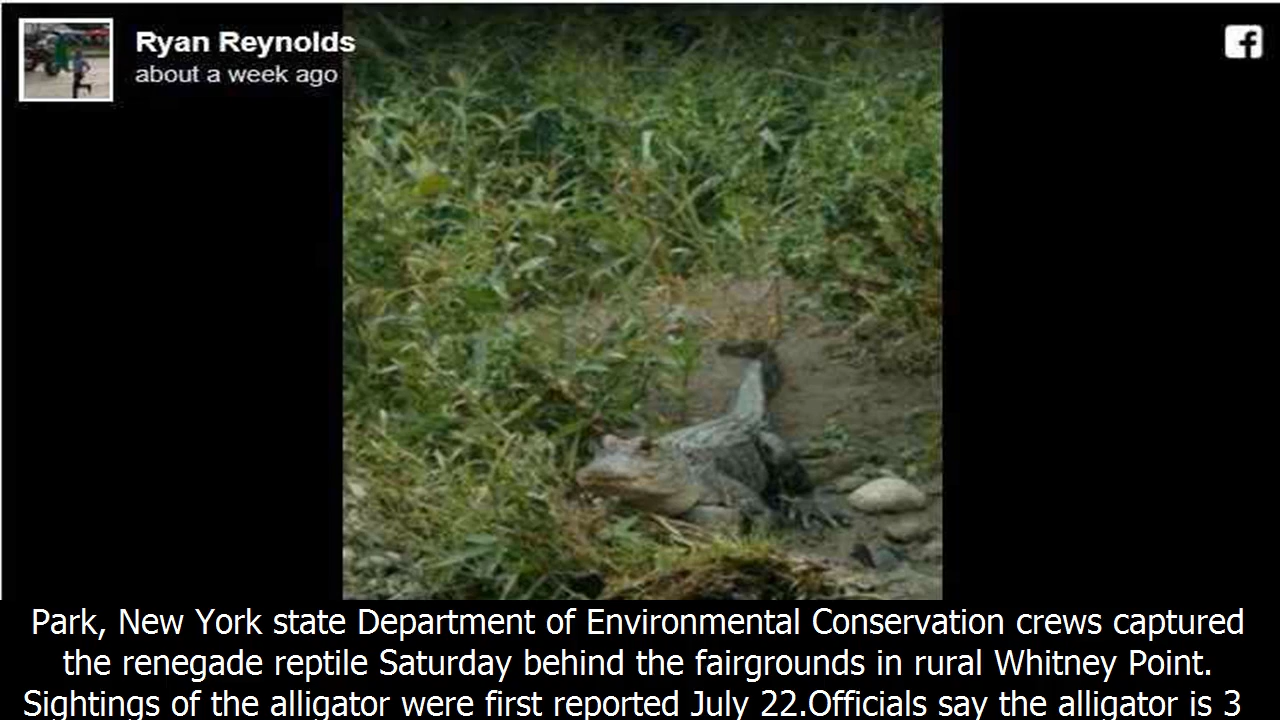 Ryan Reynolds
about a week ago
Park, New York state Department of Environmental Conservation crews captured
the renegade reptile Saturday behind the fairgrounds in rural Whitney Point.
Sightings of the alligator were first reported July 22.Officials say the alligator is 3